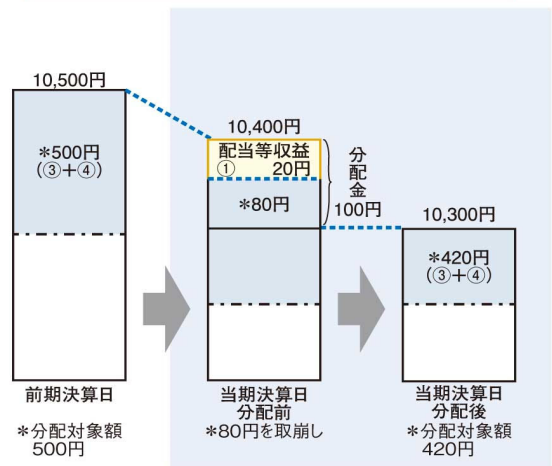 10,500円
*500円
(③+④)
前期決算日
*分配対象額
500円
10,400円
配当等収益
① 20円
*80円
分配金
100円
当期決算日
分配前
*80円を取崩し
10,300円
*420円
(③+④)
当期決算日
分配後
*分配対象額
420円